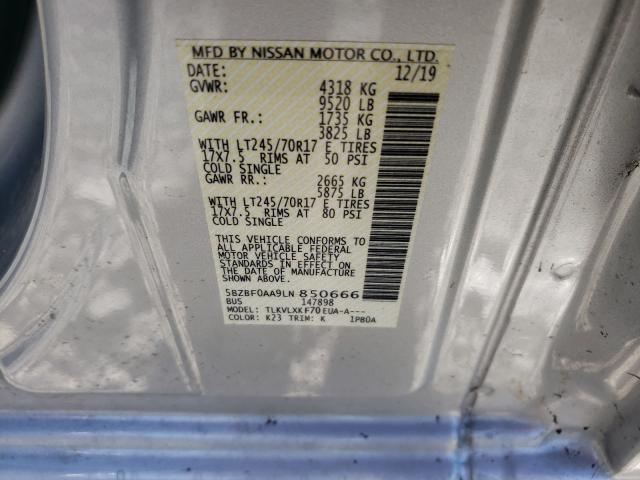 MFD BY NISSAN MOTOR CO., LTD.
DATE: 12/19
GVWR: 4318 KG
9520 LB
GAWR FR.: 1735 KG
3825 LB
WITH LT245/70R17 E TIRES
17X7.5 RIMS AT 50 PSI
COLD SINGLE
GAWR RR.: 2665 KG
5875 LB
WITH LT245/70R17 E TIRES
17X7.5 RIMS AT 80 PSI
COLD SINGLE
THIS VEHICLE CONFORMS TO
ALL APPLICABLE FEDERAL
MOTOR VEHICLE SAFETY
STANDARDS IN EFFECT ON
THE DATE OF MANUFACTURE
SHOWN ABOVE.
5BZBF0AA9LN 850666
BUS 147898
MODEL: TLKVLXKF70EUA-A---
COLOR: K23 TRIM: K 1PB0A